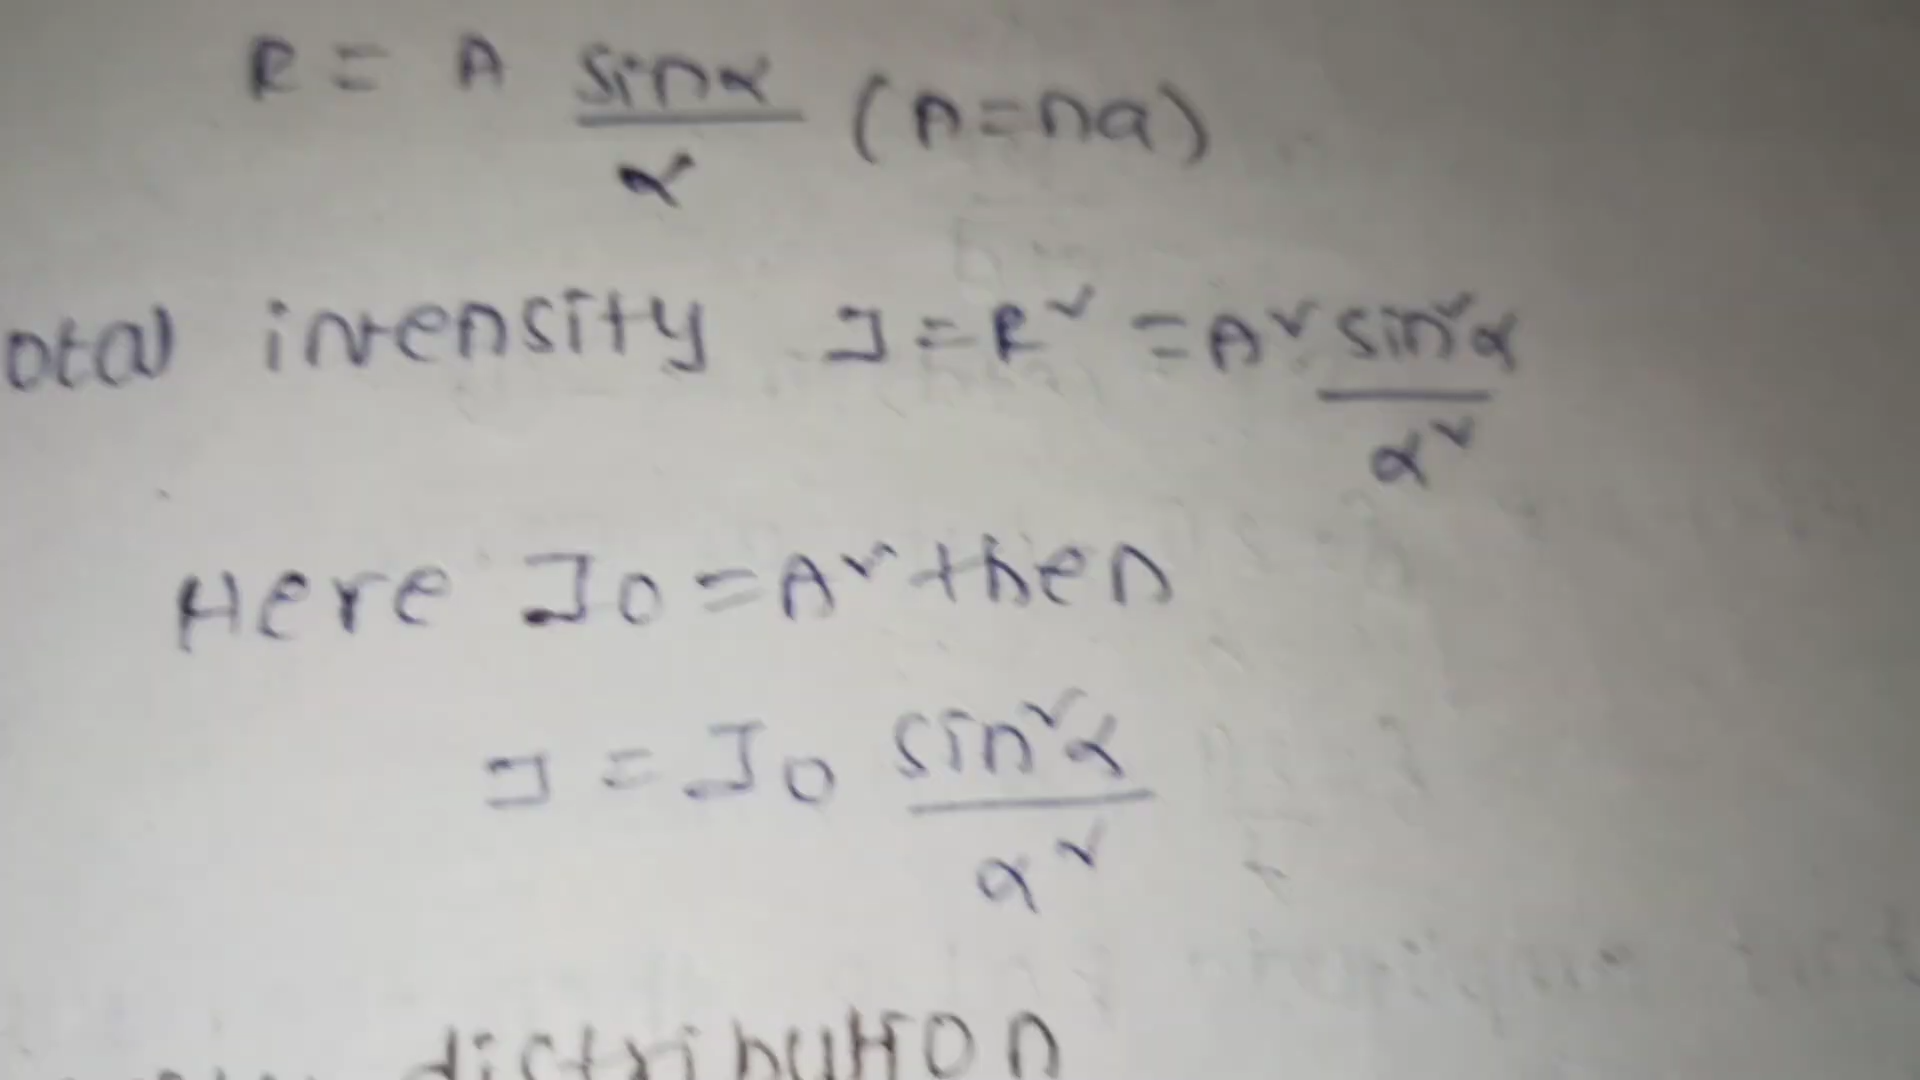 R = A sinα/α (A=na)
otal intensity I = R² = A² sin²α/α²
Here I0 = A² then
I = I0 sin²α/α²
distribution